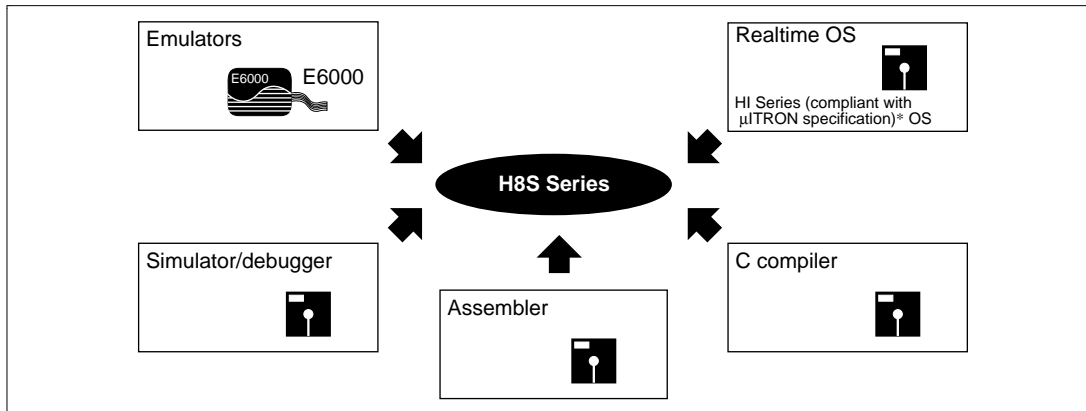 Emulators
E6000
E6000
Realtime OS
HI Series (compliant with
µITRON specification)* OS
H8S Series
Simulator/debugger
Assembler
C compiler